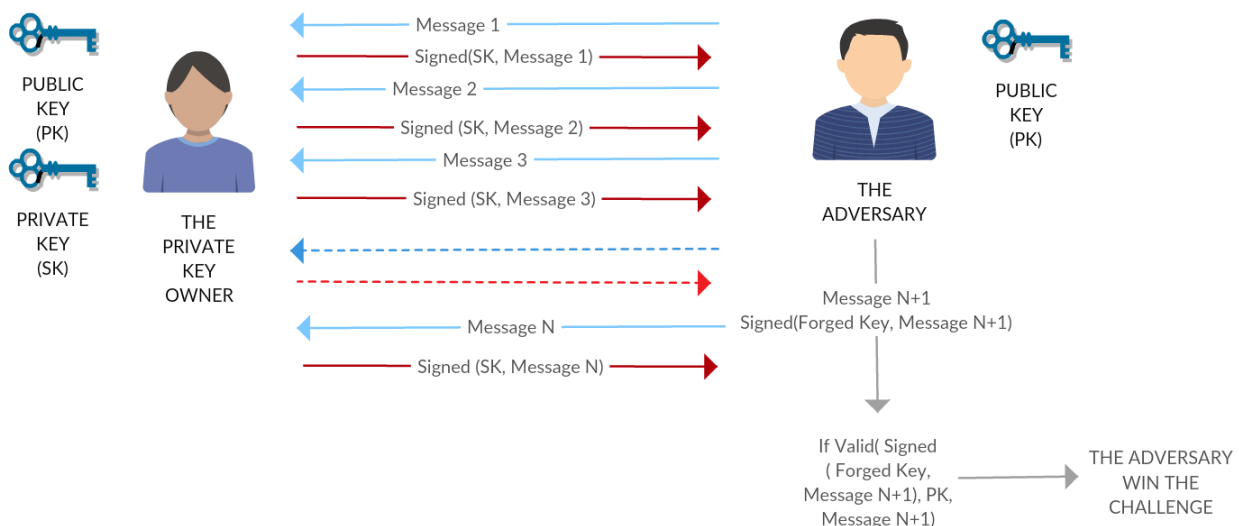 PUBLIC
KEY
(PK)
PRIVATE
KEY
(SK)
THE
PRIVATE
KEY
OWNER
Message 1
Signed(SK, Message 1)
Message 2
Signed (SK, Message 2)
Message 3
Signed (SK, Message 3)
Message N
Signed (SK, Message N)
THE
ADVERSARY
PUBLIC
KEY
(PK)
Message N+1
Signed(Forged Key, Message N+1)
If Valid( Signed
( Forged Key,
Message N+1), PK,
Message N+1)
THE ADVERSARY
WIN THE
CHALLENGE